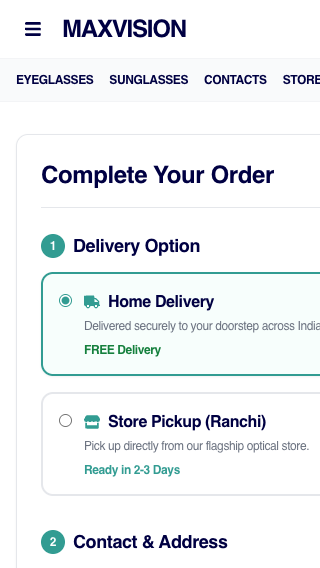 MAXVISION
EYEGLASSES SUNGLASSES CONTACTS STORE
Complete Your Order
1 Delivery Option
Home Delivery
Delivered securely to your doorstep across India
FREE Delivery
Store Pickup (Ranchi)
Pick up directly from our flagship optical store.
Ready in 2-3 Days
2 Contact & Address